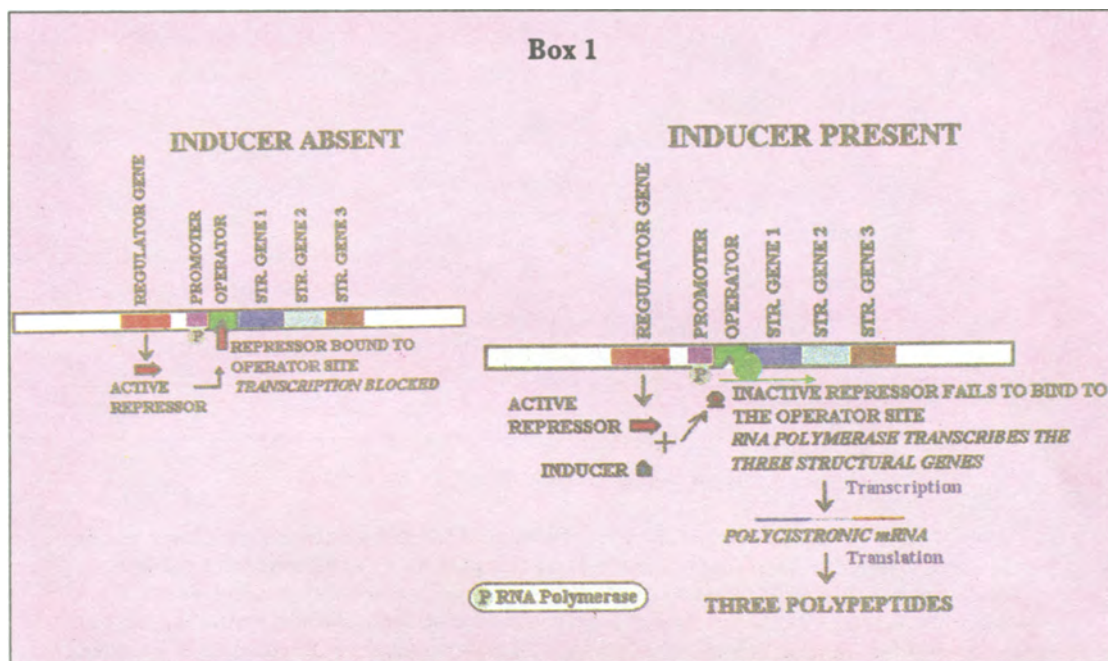 Box 1
INDUCER ABSENT
REGULATOR GENE
PROMOTER
OPERATOR
STR. GENE 1
STR. GENE 2
STR. GENE 3
P
REPRESSOR BOUND TO
OPERATOR SITE
TRANSCRIPTION BLOCKED
ACTIVE
REPRESSOR
INDUCER PRESENT
REGULATOR GENE
PROMOTER
OPERATOR
STR. GENE 1
STR. GENE 2
STR. GENE 3
P
ACTIVE
REPRESSOR
+
INDUCER
INACTIVE REPRESSOR FAILS TO BIND TO
THE OPERATOR SITE
RNA POLYMERASE TRANSCRIBES THE
THREE STRUCTURAL GENES
Transcription
POLYCISTRONIC mRNA
Translation
THREE POLYPEPTIDES
P RNA Polymerase